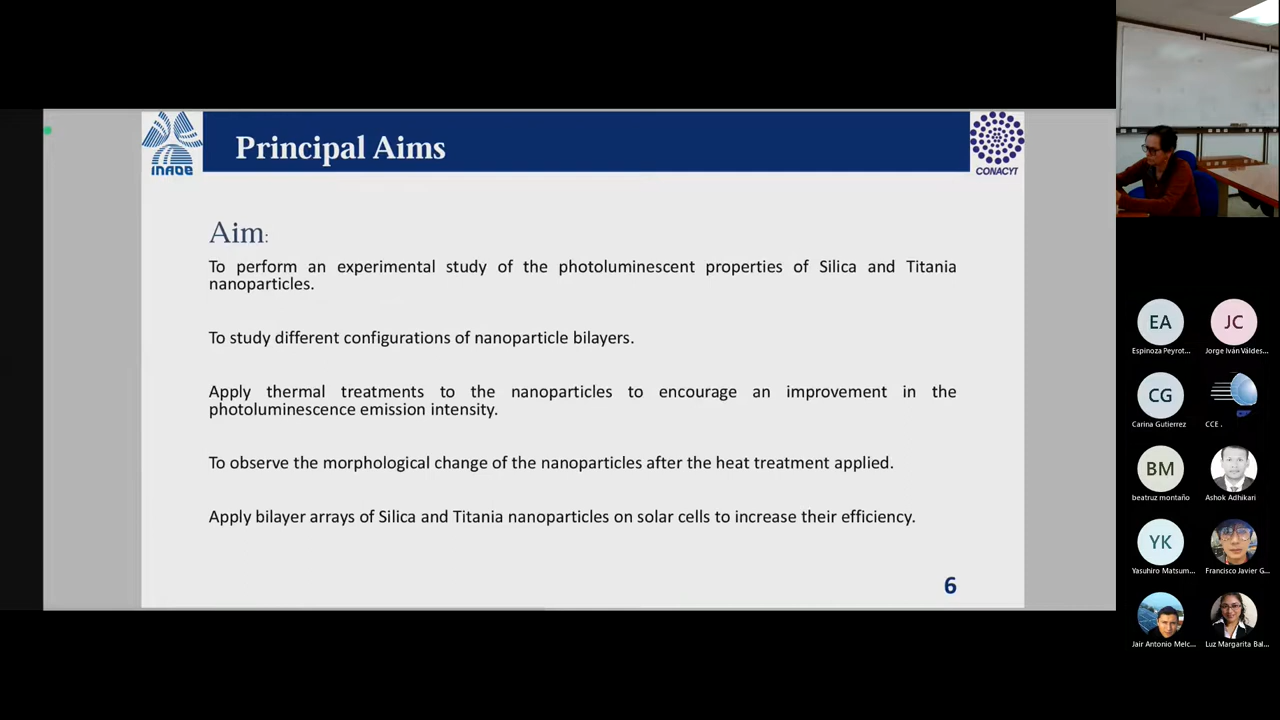 Principal Aims
INAOE
CONACYT
Aim:
To perform an experimental study of the photoluminescent properties of Silica and Titania
nanoparticles.
To study different configurations of nanoparticle bilayers.
Apply thermal treatments to the nanoparticles to encourage an improvement in the
photoluminescence emission intensity.
To observe the morphological change of the nanoparticles after the heat treatment applied.
Apply bilayer arrays of Silica and Titania nanoparticles on solar cells to increase their efficiency.
6
EA
JC
Espinoza Peyrot...
Jorge Iván Váldes...
CG
Carina Gutierrez
CCE .
BM
beatruz montaño
Ashok Adhikari
YK
Yasuhiro Matsum...
Francisco Javier G...
Jair Antonio Melc...
Luz Margarita Bal...